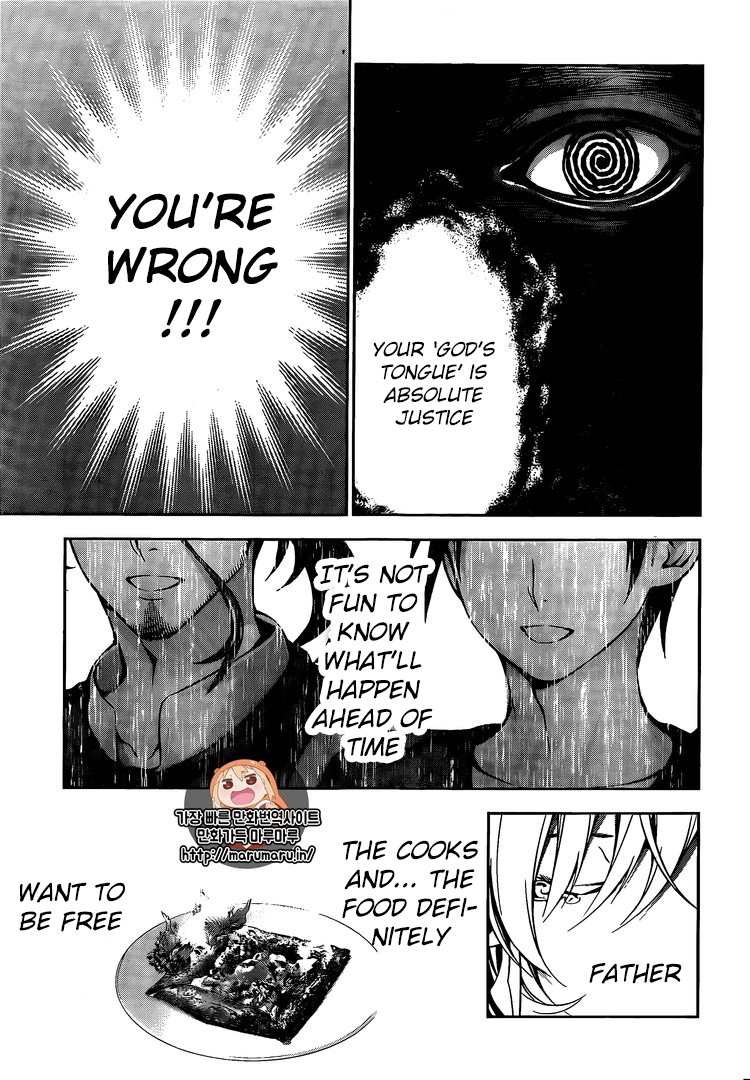 YOUR 'GOD'S
TONGUE' IS
ABSOLUTE
JUSTICE
YOU'RE
WRONG
!!!
IT'S NOT
FUN TO
KNOW
WHAT'LL
HAPPEN
AHEAD OF
TIME
FATHER
THE COOKS
AND... THE
FOOD DEFI-
NITELY
WANT TO
BE FREE
가장 빠른 만화번역사이트
만화가득 마루마루
http://marumaru.in/